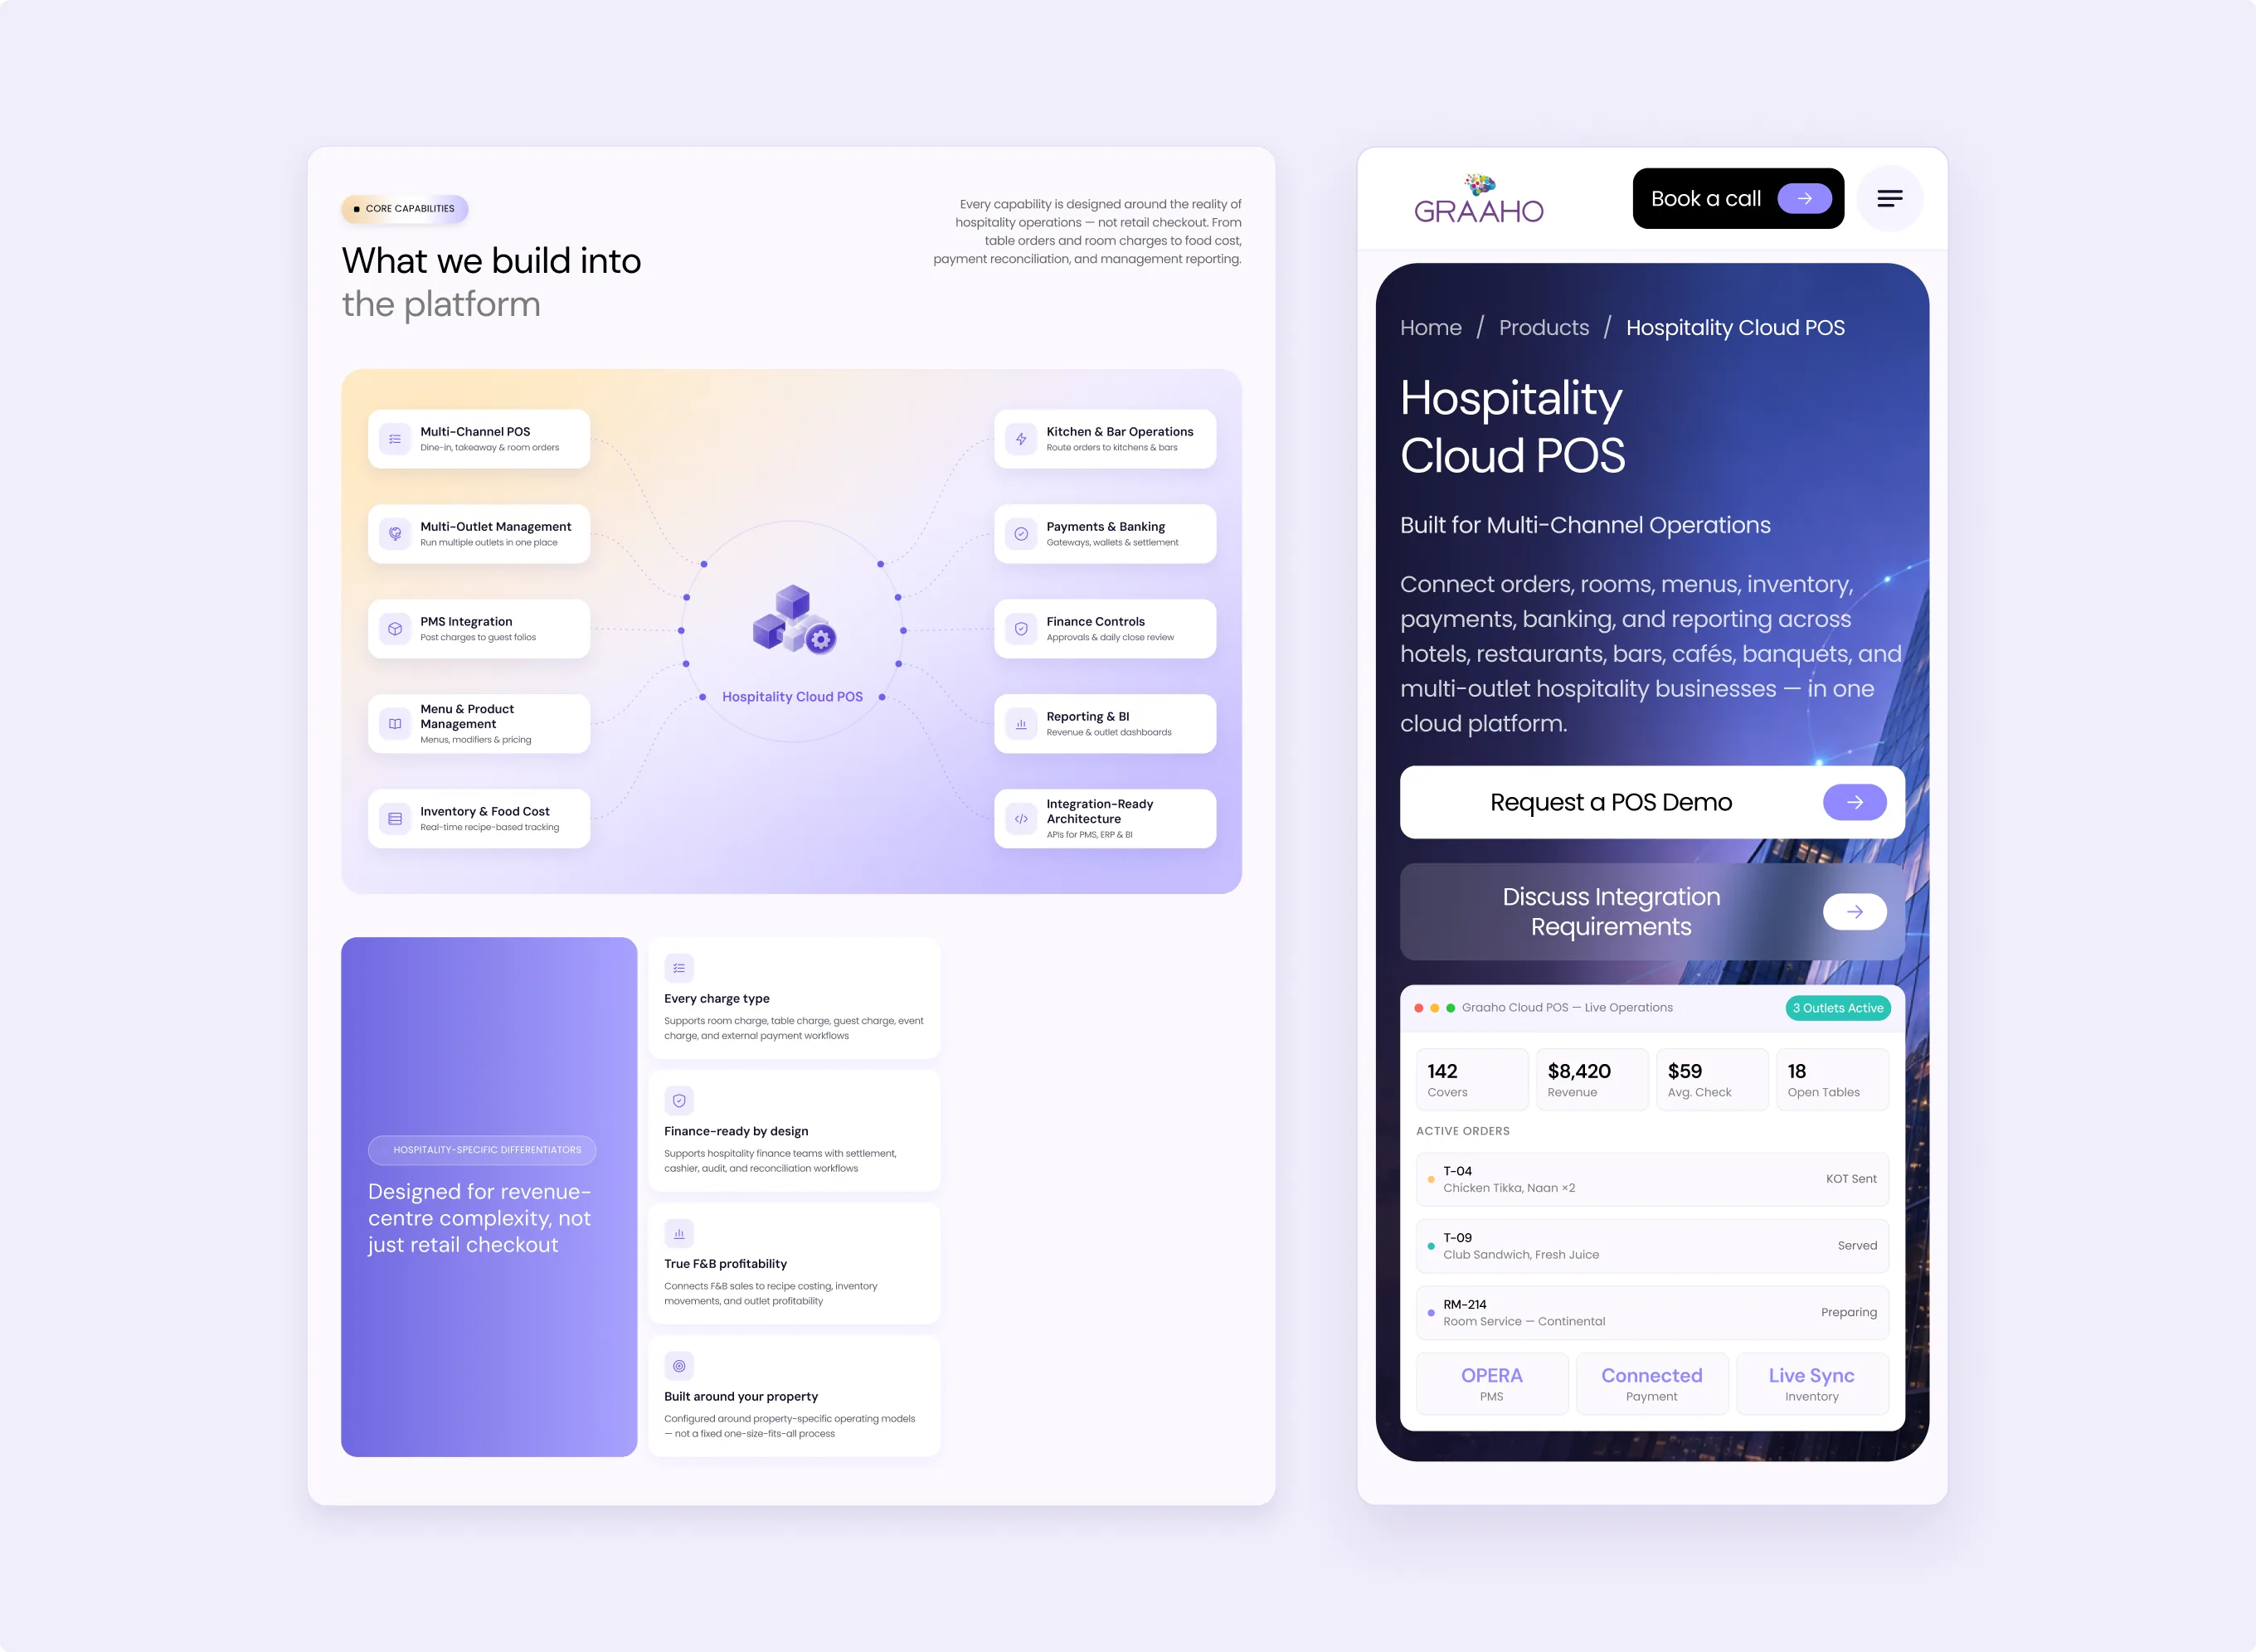 CORE CAPABILITIES
What we build into
the platform
Every capability is designed around the reality of
hospitality operations — not retail checkout. From
table orders and room charges to food cost,
payment reconciliation, and management reporting.
Multi-Channel POS
Dine-in, takeaway & room orders
Multi-Outlet Management
Run multiple outlets in one place
PMS Integration
Post charges to guest folios
Menu & Product
Management
Menus, modifiers & pricing
Inventory & Food Cost
Real-time recipe-based tracking
Hospitality Cloud POS
Kitchen & Bar Operations
Route orders to kitchens & bars
Payments & Banking
Gateways, wallets & settlement
Finance Controls
Approvals & daily close review
Reporting & BI
Revenue & outlet dashboards
Integration-Ready
Architecture
APIs for PMS, ERP & BI
HOSPITALITY-SPECIFIC DIFFERENTIATORS
Designed for revenue-
centre complexity, not
just retail checkout
Every charge type
Supports room charge, table charge, guest charge, event
charge, and external payment workflows
Finance-ready by design
Supports hospitality finance teams with settlement,
cashier, audit, and reconciliation workflows
True F&B profitability
Connects F&B sales to recipe costing, inventory
movements, and outlet profitability
Built around your property
Configured around property-specific operating models
— not a fixed one-size-fits-all process
GRAAHO
Book a call
Home / Products / Hospitality Cloud POS
Hospitality
Cloud POS
Built for Multi-Channel Operations
Connect orders, rooms, menus, inventory,
payments, banking, and reporting across
hotels, restaurants, bars, cafés, banquets, and
multi-outlet hospitality businesses — in one
cloud platform.
Request a POS Demo
Discuss Integration
Requirements
Graaho Cloud POS — Live Operations
3 Outlets Active
142
Covers
$8,420
Revenue
$59
Avg. Check
18
Open Tables
ACTIVE ORDERS
T-04
Chicken Tikka, Naan ×2
KOT Sent
T-09
Club Sandwich, Fresh Juice
Served
RM-214
Room Service — Continental
Preparing
OPERA
PMS
Connected
Payment
Live Sync
Inventory